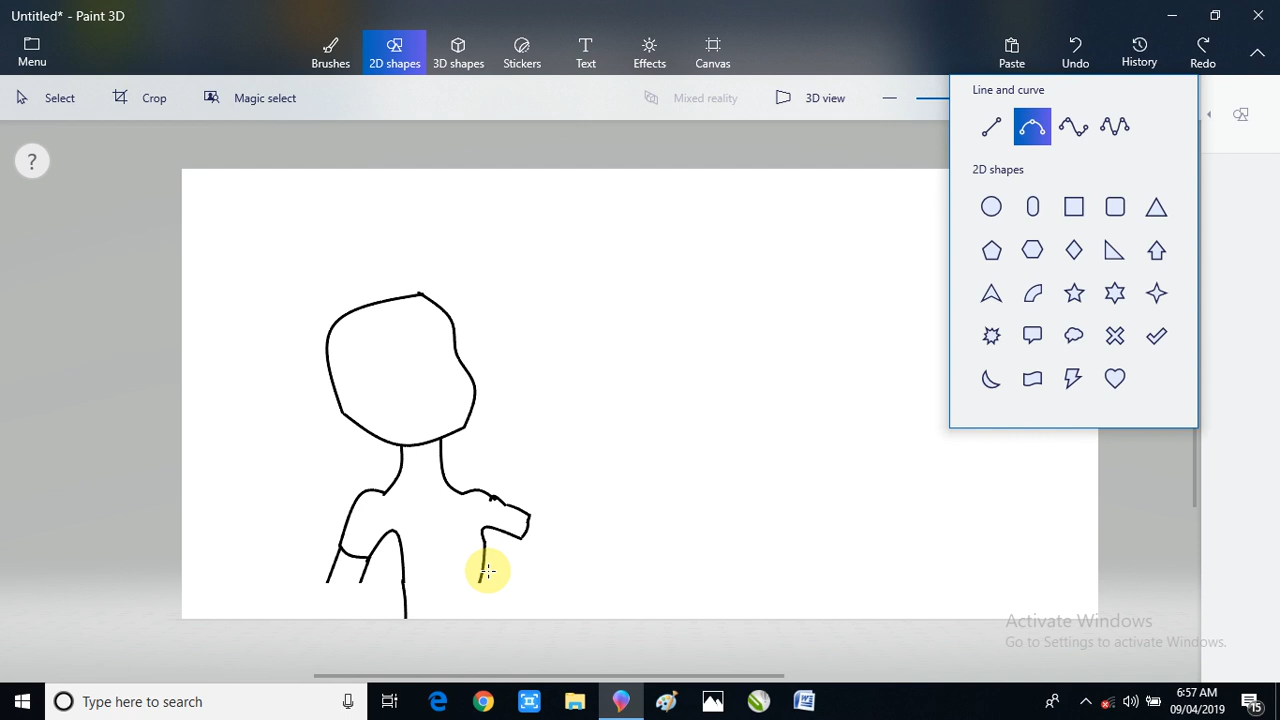 Untitled* - Paint 3D
Menu
Brushes
2D shapes
3D shapes
Stickers
Text
Effects
Canvas
Paste
Undo
History
Redo
Select
Crop
Magic select
Mixed reality
3D view
Line and curve
2D shapes
?
Activate Windows
Go to Settings to activate Windows.
Type here to search
6:57 AM
09/04/2019
15